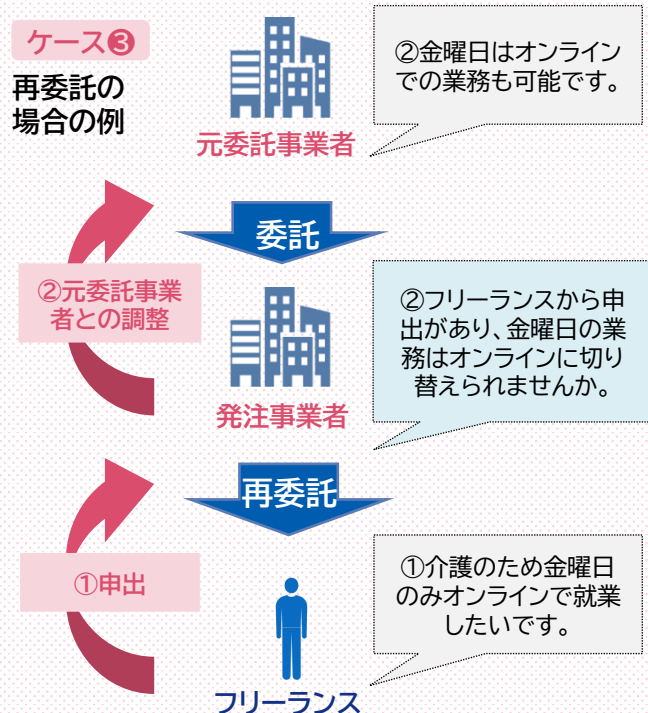 ケース❸
再委託の
場合の例
元委託事業者
②金曜日はオンライン
での業務も可能です。
委託
②元委託事業
者との調整
発注事業者
②フリーランスから申
出があり、金曜日の業
務はオンラインに切り
替えられませんか。
再委託
①申出
フリーランス
①介護のため金曜日
のみオンラインで就業
したいです。